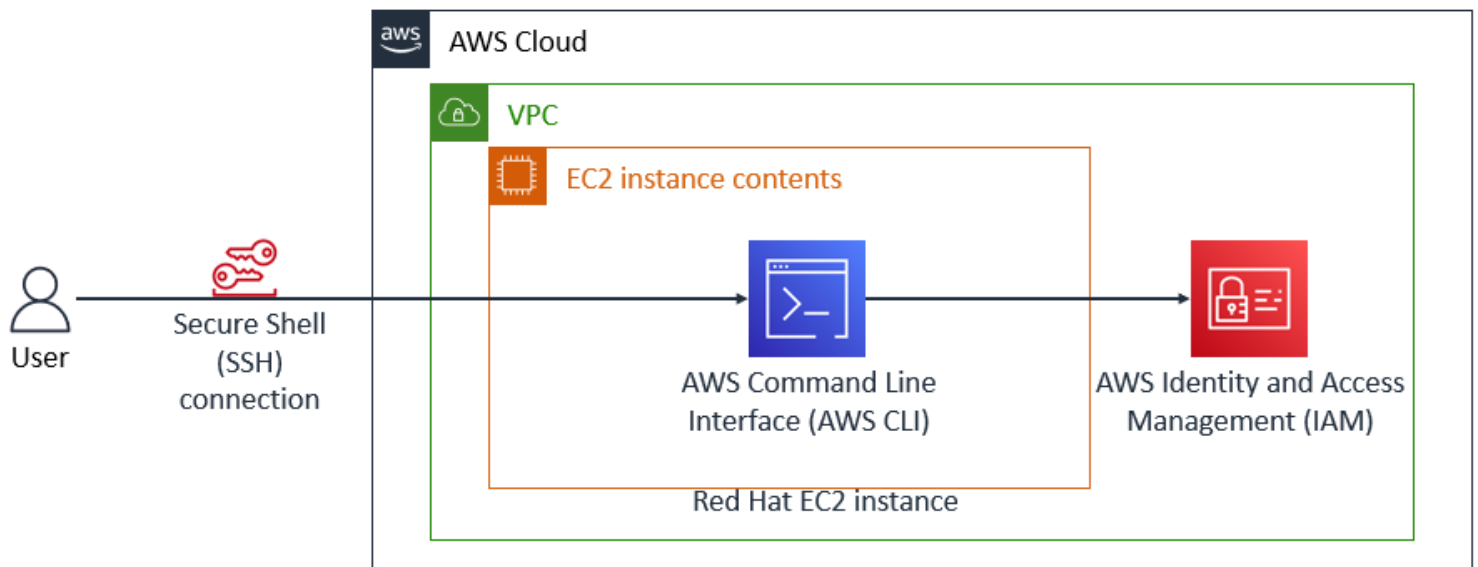 aws
AWS Cloud
VPC
EC2 instance contents
User
Secure Shell
(SSH)
connection
AWS Command Line
Interface (AWS CLI)
AWS Identity and Access
Management (IAM)
Red Hat EC2 instance